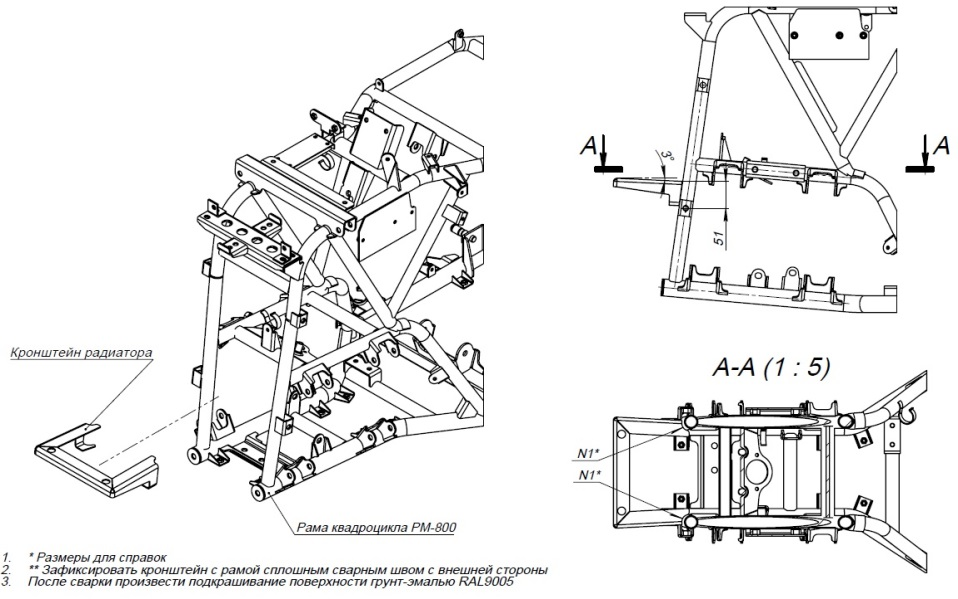 А
А
3°
51
Кронштейн радиатора
А-А (1 : 5)
N1*
N1*
Рама квадроцикла РМ-800
1. * Размеры для справок
2. ** Зафиксировать кронштейн с рамой сплошным сварным швом с внешней стороны
3. После сварки произвести подкрашивание поверхности грунт-эмалью RAL9005